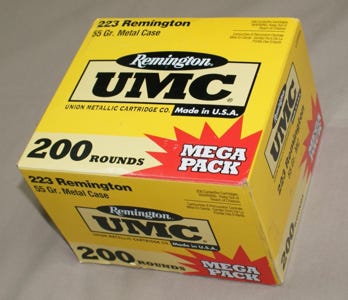 223 Remington
55 Gr. Metal Case
Remington
UMC
UNION METALLIC CARTRIDGE CO.
Made in U.S.A.
200 ROUNDS
MEGA
PACK
223 Remington
55 Gr. Metal Case
Remington
UMC
UNION METALLIC CARTRIDGE CO.
Made in U.S.A.
200 ROUNDS
MEGA
PACK